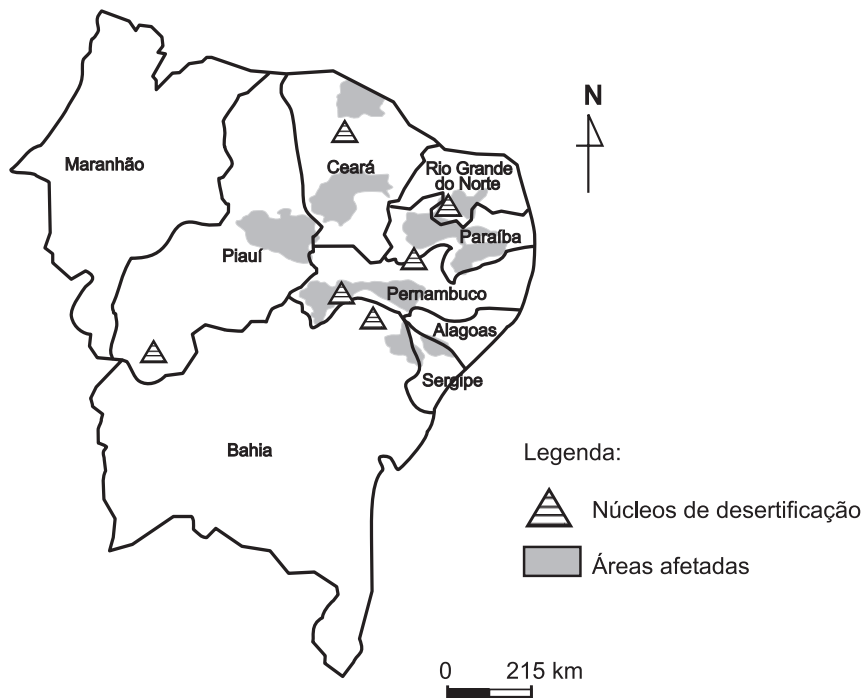 N
Maranhão
Ceará
Rio Grande
do Norte
Paraíba
Piauí
Pernambuco
Alagoas
Sergipe
Bahia
Legenda:
Núcleos de desertificação
Áreas afetadas
0 215 km